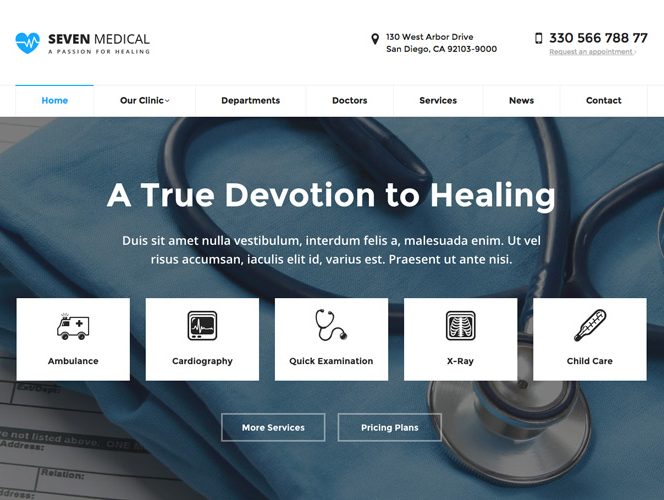 SEVEN MEDICAL
A PASSION FOR HEALING
130 West Arbor Drive
San Diego, CA 92103-9000
330 566 788 77
Request an appointment ›
Home
Our Clinic
Departments
Doctors
Services
News
Contact
A True Devotion to Healing
Duis sit amet nulla vestibulum, interdum felis a, malesuada enim. Ut vel
risus accumsan, iaculis elit id, varius est. Praesent ut ante nisi.
Ambulance
Cardiography
Quick Examination
X-Ray
Child Care
Ext/Dept:
ve not listed above.
Address:
Relation:
Address:
More Services
Pricing Plans